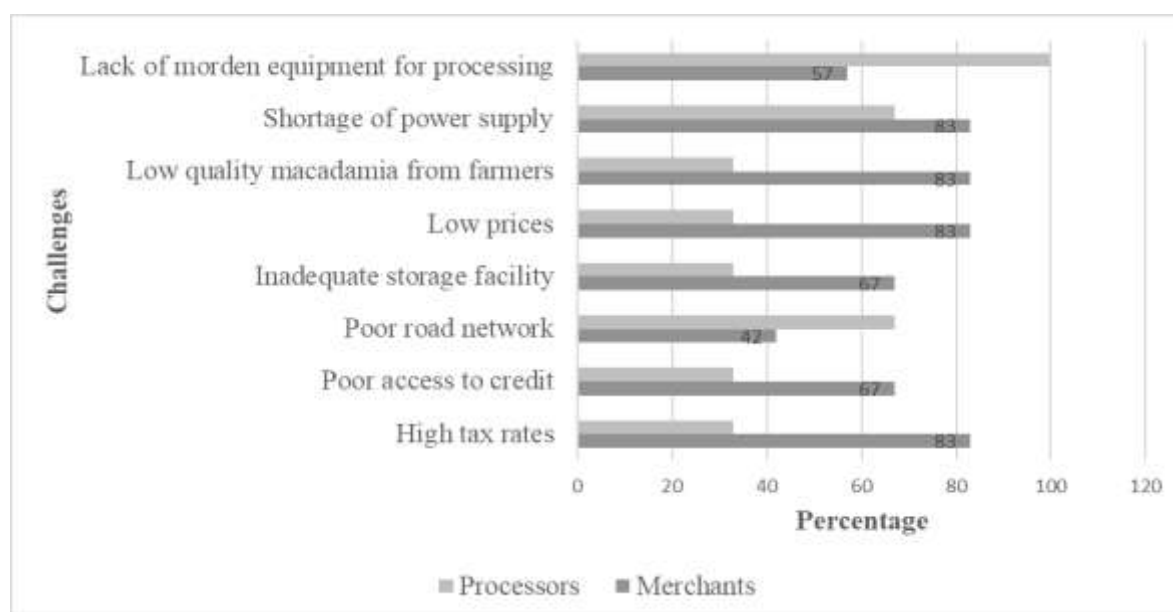 Challenges
Lack of morden equipment for processing
57
Shortage of power supply
83
Low quality macadamia from farmers
83
Low prices
83
Inadequate storage facility
67
Poor road network
42
Poor access to credit
67
High tax rates
83
0 20 40 60 80 100 120
Percentage
Processors Merchants